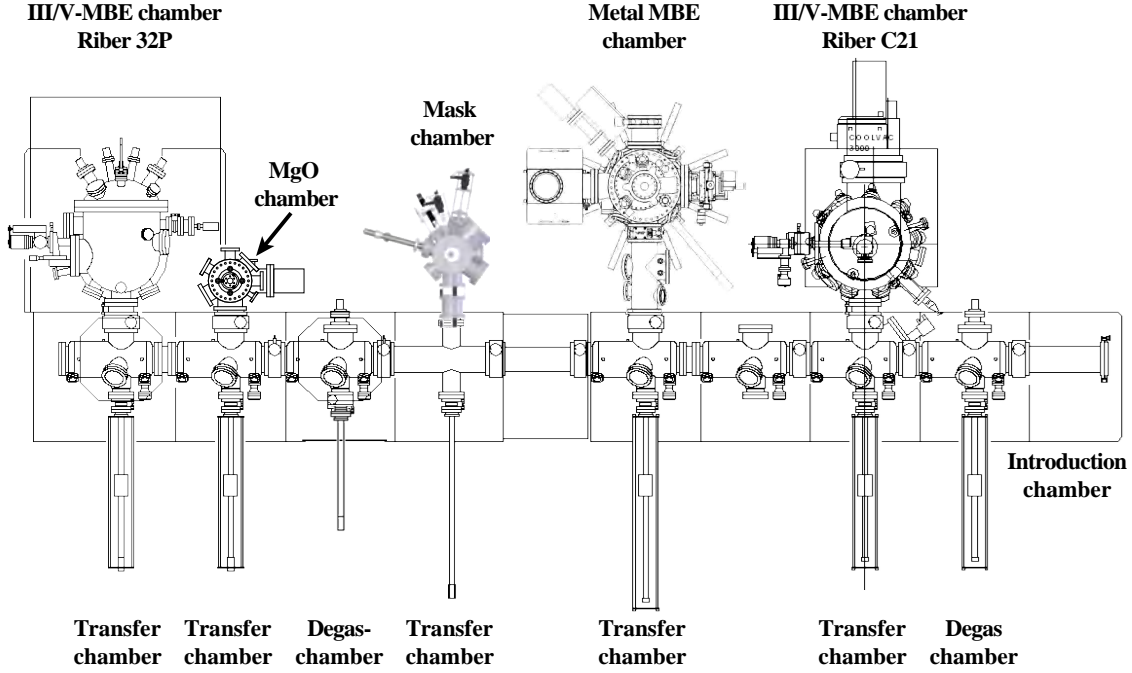 III/V-MBE chamber
Riber 32P
Metal MBE
chamber
III/V-MBE chamber
Riber C21
Mask
chamber
COOLVAC
3000
MgO
chamber
Introduction
chamber
Transfer
chamber
Transfer
chamber
Degas-
chamber
Transfer
chamber
Transfer
chamber
Transfer
chamber
Degas
chamber